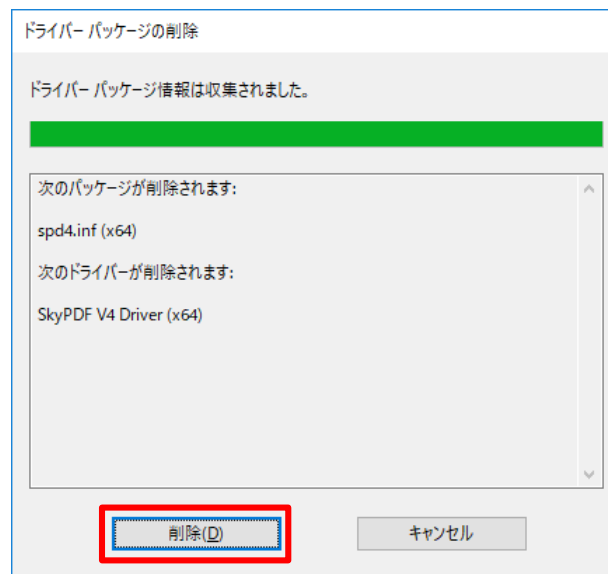 ドライバー パッケージの削除
ドライバー パッケージ情報は収集されました。
次のパッケージが削除されます:
spd4.inf (x64)
次のドライバーが削除されます:
SkyPDF V4 Driver (x64)
削除(D)
キャンセル